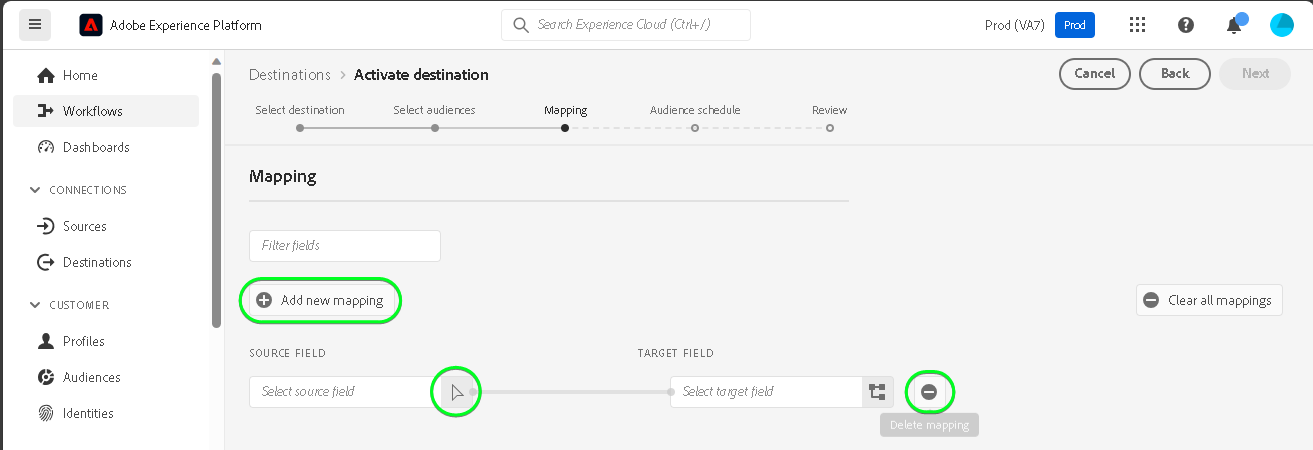 Adobe Experience Platform
Search Experience Cloud (Ctrl+/)
Prod (VA7)
Prod
Home
Workflows
Dashboards
CONNECTIONS
Sources
Destinations
CUSTOMER
Profiles
Audiences
Identities
Destinations > Activate destination
Cancel
Back
Next
Select destination
Select audiences
Mapping
Audience schedule
Review
Mapping
Filter fields
Add new mapping
Clear all mappings
SOURCE FIELD
TARGET FIELD
Select source field
Select target field
Delete mapping